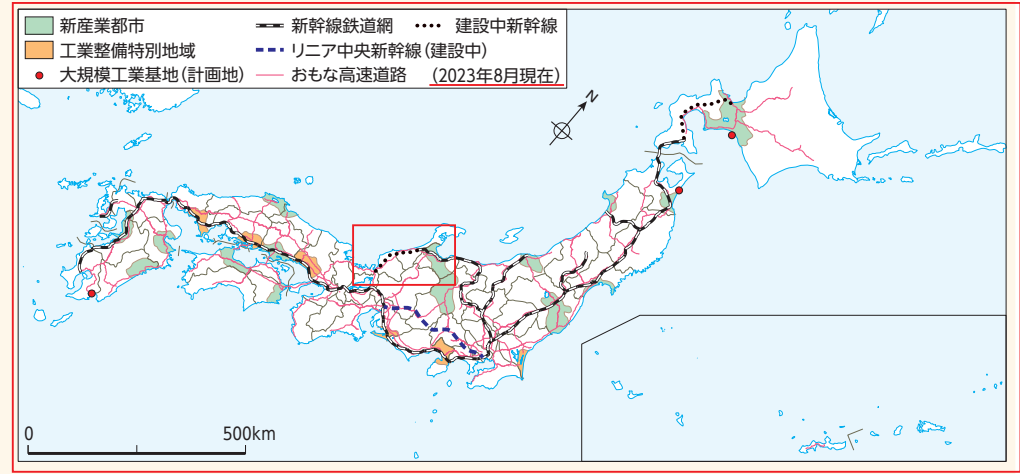 新産業都市
新幹線鉄道網
建設中新幹線
工業整備特別地域
リニア中央新幹線(建設中)
大規模工業基地(計画地)
おもな高速道路
(2023年8月現在)
N
0
500km